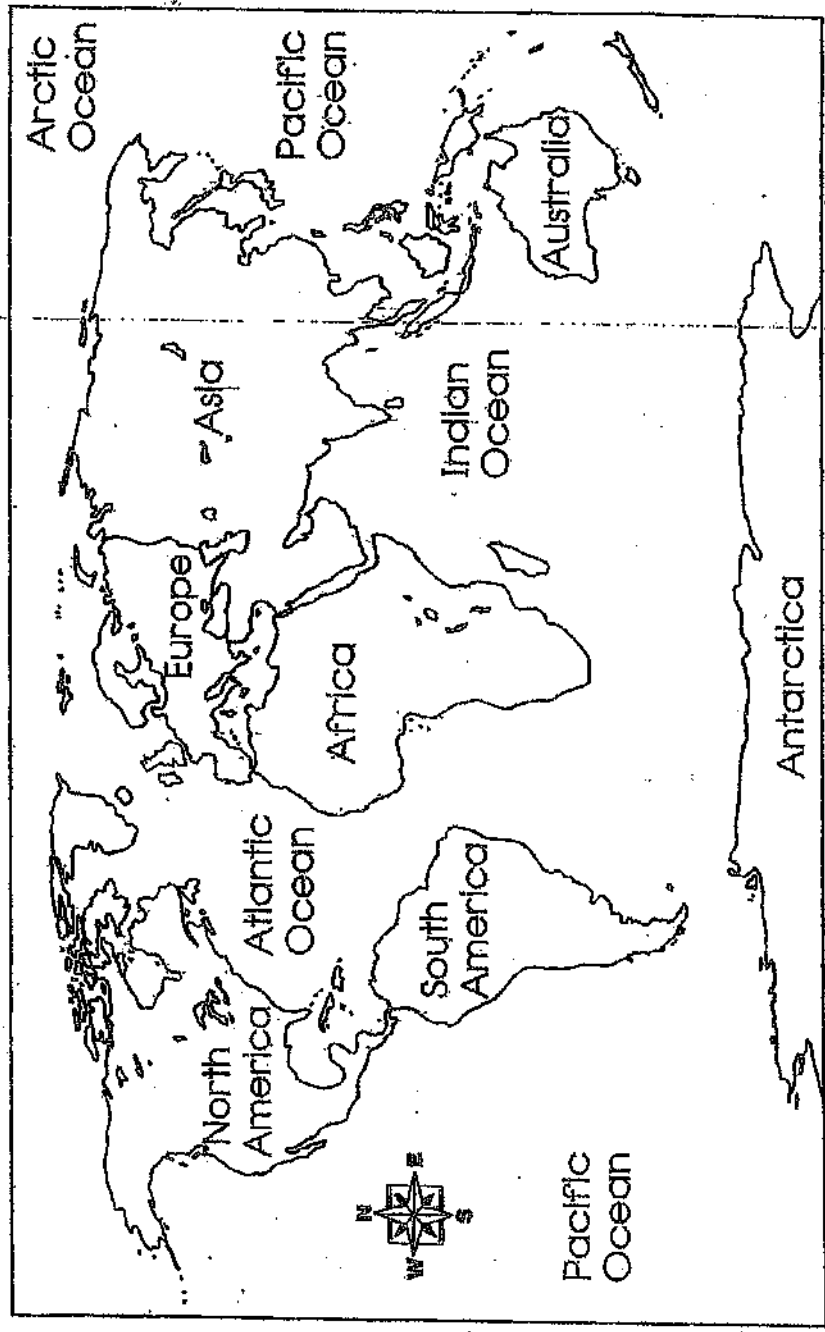 Arctic
Ocean
North
America
Atlantic
Ocean
Europe
Asia
Pacific
Ocean
Africa
South
America
Indian
Ocean
Australia
N
W
E
S
Pacific
Ocean
Antarctica